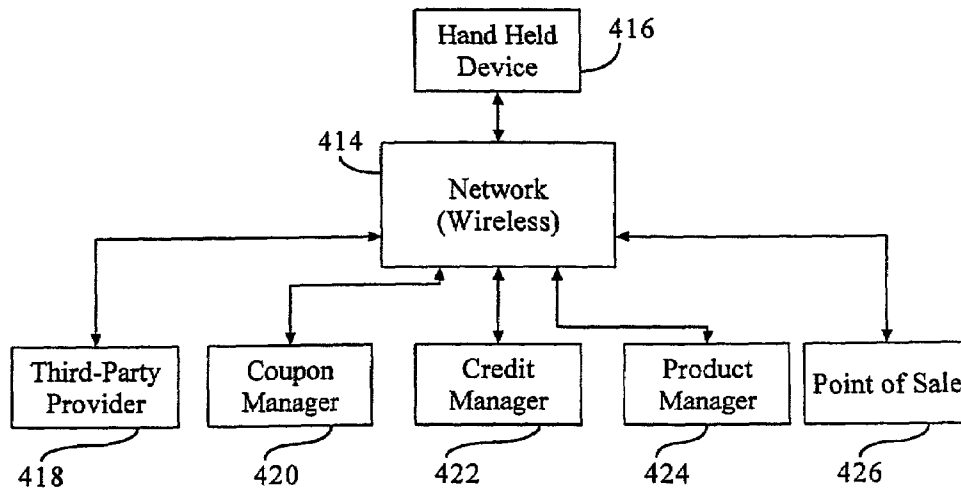 Hand Held
Device
416
414
Network
(Wireless)
Third-Party
Provider
Coupon
Manager
Credit
Manager
Product
Manager
Point of Sale
418
420
422
424
426